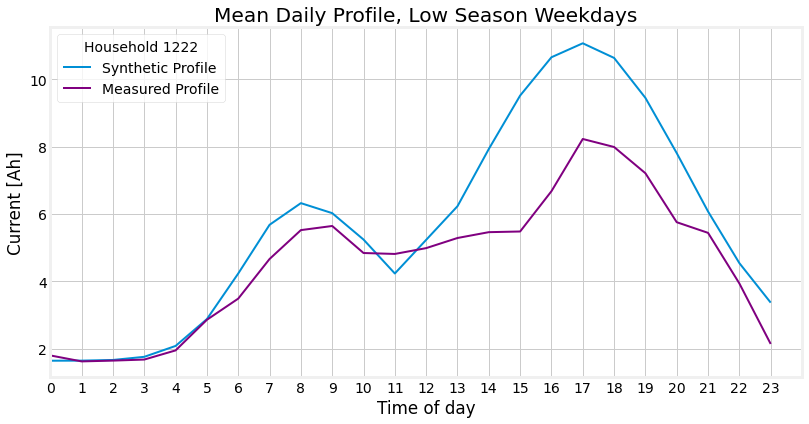 Mean Daily Profile, Low Season Weekdays
Household 1222
Synthetic Profile
Measured Profile
Current [Ah]
10
8
6
4
2
0 1 2 3 4 5 6 7 8 9 10 11 12 13 14 15 16 17 18 19 20 21 22 23
Time of day